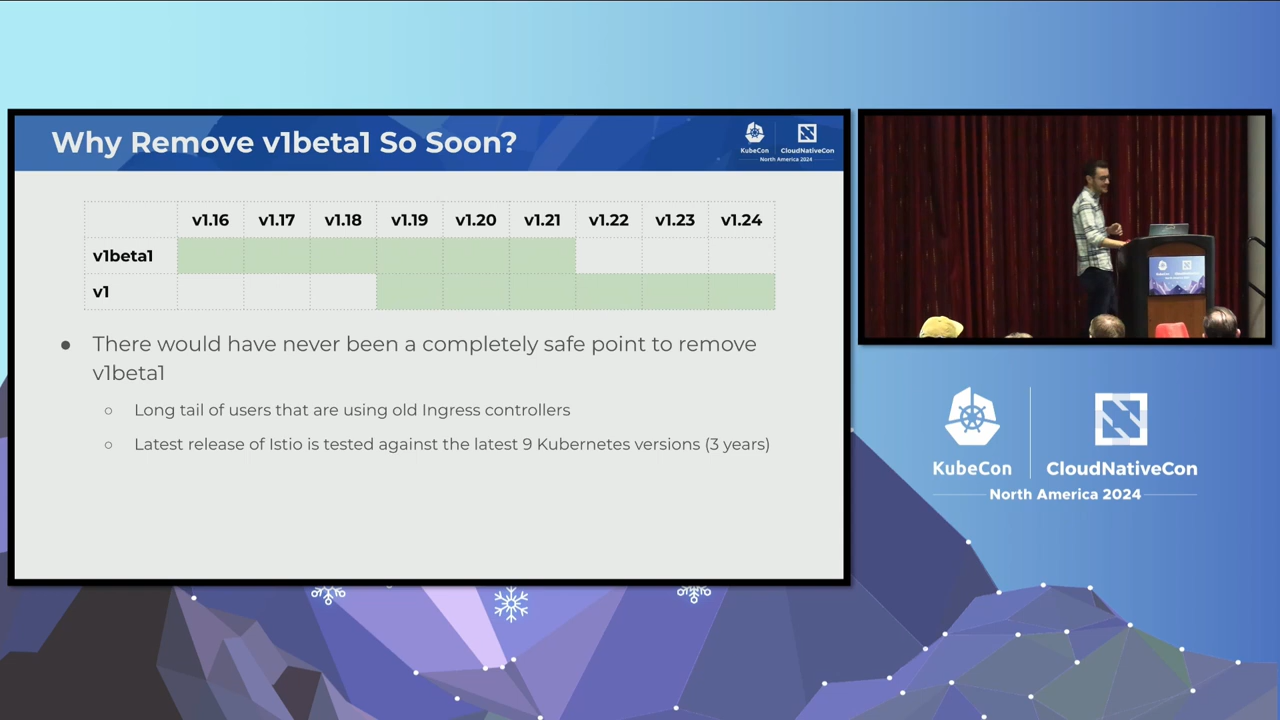 Why Remove v1beta1 So Soon?
KubeCon
CloudNativeCon
North America 2024
v1.16 v1.17 v1.18 v1.19 v1.20 v1.21 v1.22 v1.23 v1.24
v1beta1
v1
● There would have never been a completely safe point to remove
v1beta1
○ Long tail of users that are using old Ingress controllers
○ Latest release of Istio is tested against the latest 9 Kubernetes versions (3 years)
KubeCon
CloudNativeCon
North America 2024